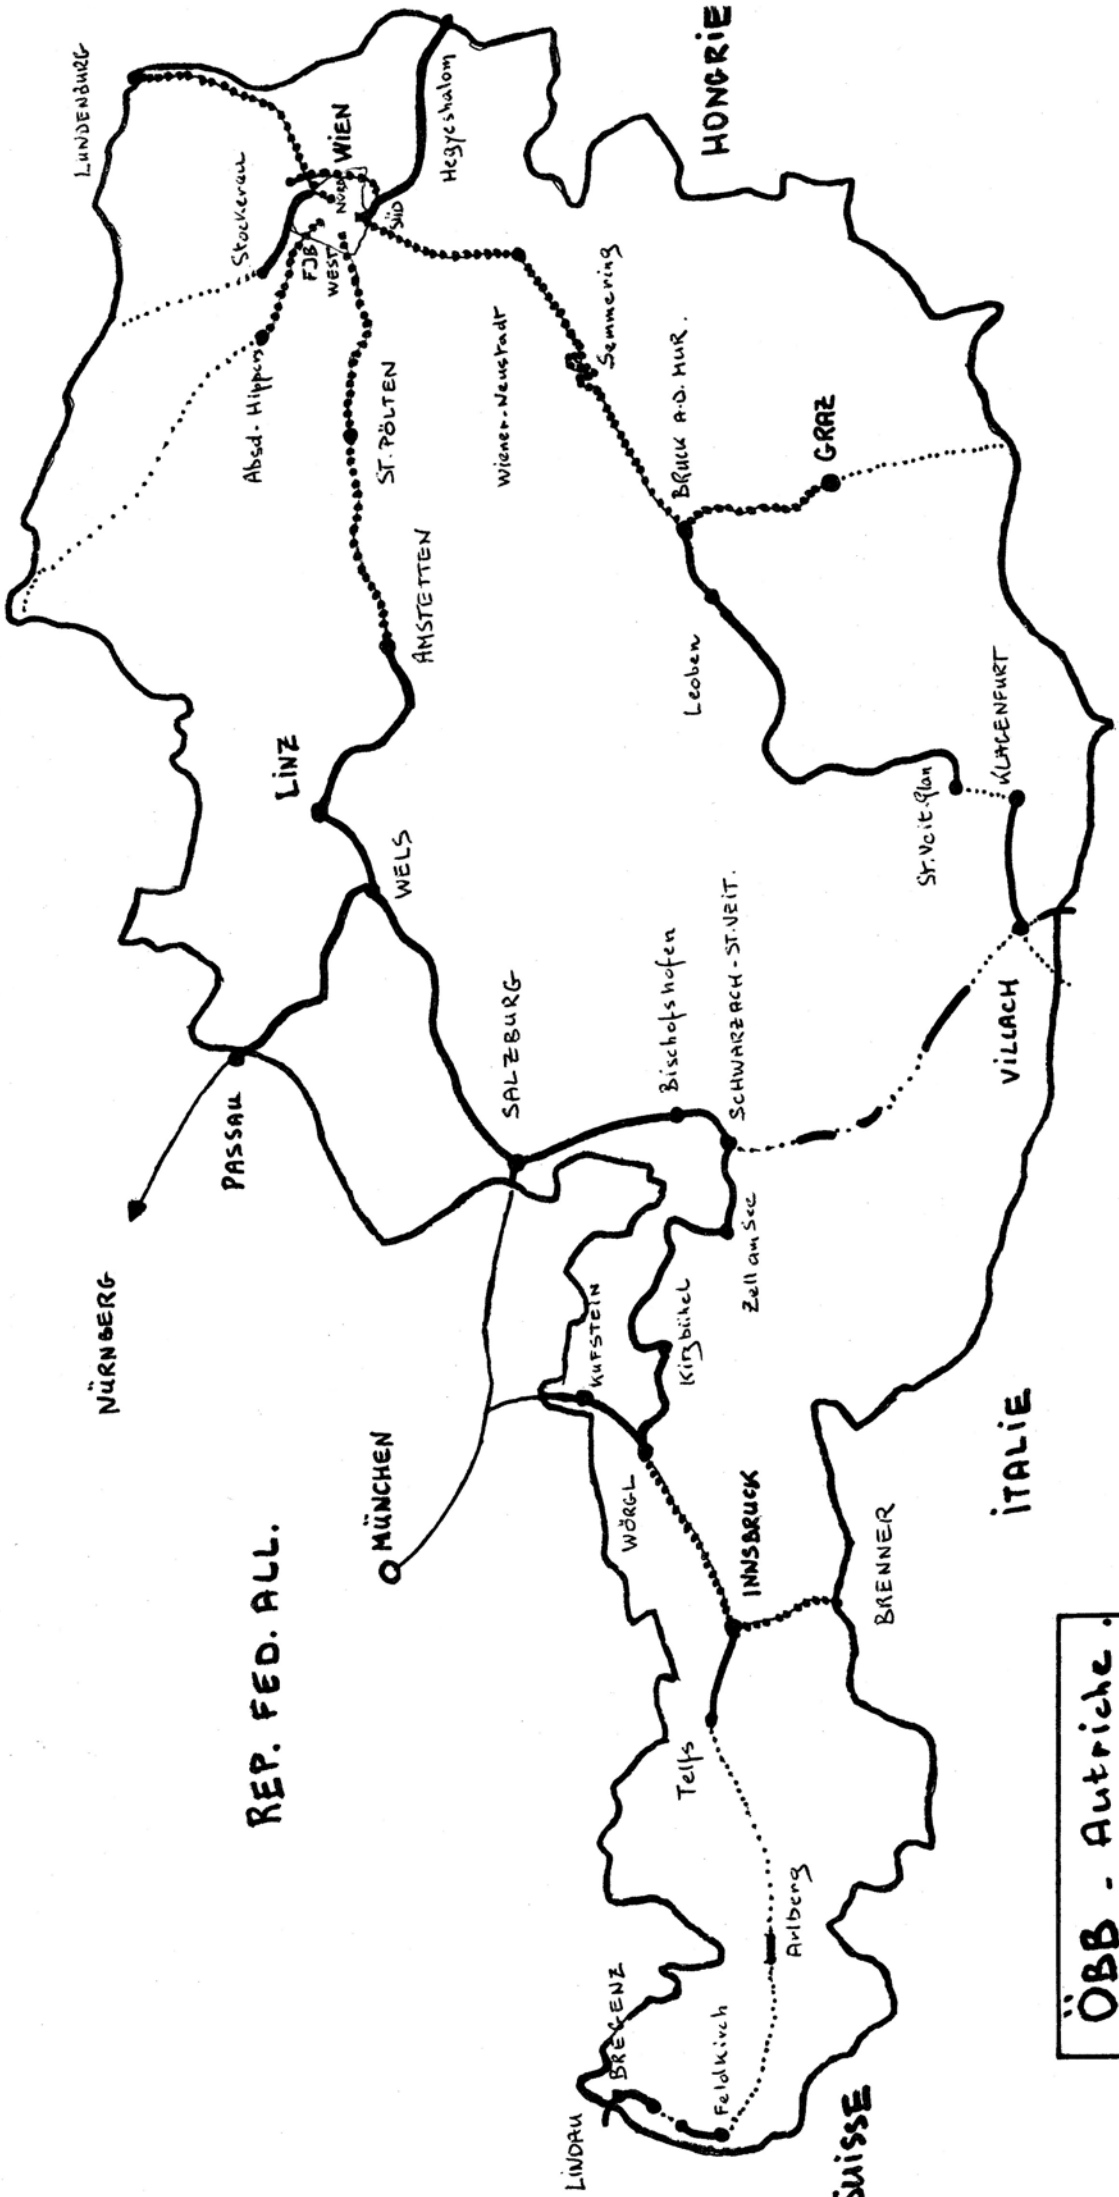 LUNDENBURG
NÜRNBERG
PASSAU
Stockerau
REP. FED. ALL.
LINZ
FJB
WIEN
NORD
WEST
SÜD
MÜNCHEN
WELS
AMSTETTEN
ST. PÖLTEN
Hegyeshalom
SALZBURG
Wiener-Neustadt
LINDAU
BREGENZ
KUFSTEIN
Semmering
WÖRGL
Bischofshofen
Leoben
BRUCK A.D. MUR.
Telfs
Kitzbühel
HONGRIE
Feldkirch
INNSBRUCK
Zell am See
SCHWARZACH-ST.VEIT.
Arlberg
GRAZ
SUISSE
BRENNER
St.Veit.Glan
KLAGENFURT
VILLACH
ITALIE
ÖBB - Autriche.